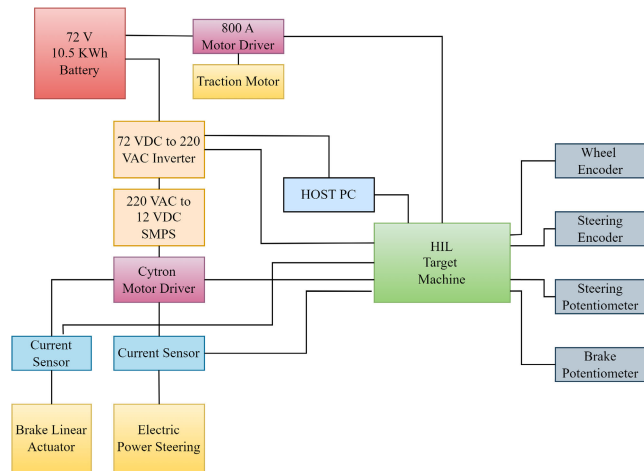 72 V
10.5 KWh
Battery
800 A
Motor Driver
Traction Motor
72 VDC to 220
VAC Inverter
HOST PC
220 VAC to
12 VDC
SMPS
Cytron
Motor Driver
HIL
Target
Machine
Wheel
Encoder
Steering
Encoder
Steering
Potentiometer
Brake
Potentiometer
Current
Sensor
Current Sensor
Brake Linear
Actuator
Electric
Power Steering